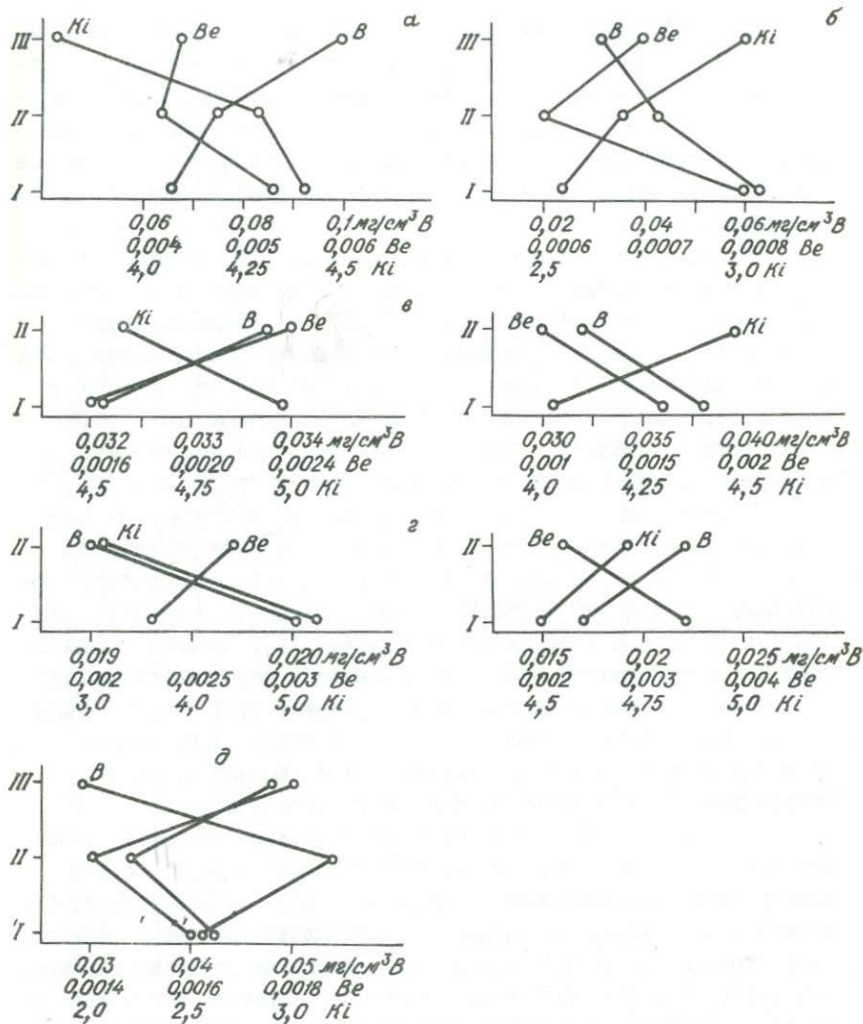 а
III Ki Be B
II
I
0,06 0,08 0,1 мг/см³ B
0,004 0,005 0,006 Be
4,0 4,25 4,5 Ki
б
III B Be Ki
II
I
0,02 0,04 0,06 мг/см³ B
0,0006 0,0007 0,0008 Be
2,5 3,0 Ki
в
II Ki B Be
I
0,032 0,033 0,034 мг/см³ B
0,0016 0,0020 0,0024 Be
4,5 4,75 5,0 Ki
II Be B Ki
I
0,030 0,035 0,040 мг/см³ B
0,001 0,0015 0,002 Be
4,0 4,25 4,5 Ki
г
II B Ki Be
I
0,019 0,020 мг/см³ B
0,002 0,0025 0,003 Be
3,0 4,0 5,0 Ki
II Be Ki B
I
0,015 0,02 0,025 мг/см³ B
0,002 0,003 0,004 Be
4,5 4,75 5,0 Ki
д
III B
II
I
0,03 0,04 0,05 мг/см³ B
0,0014 0,0016 0,0018 Be
2,0 2,5 3,0 Ki